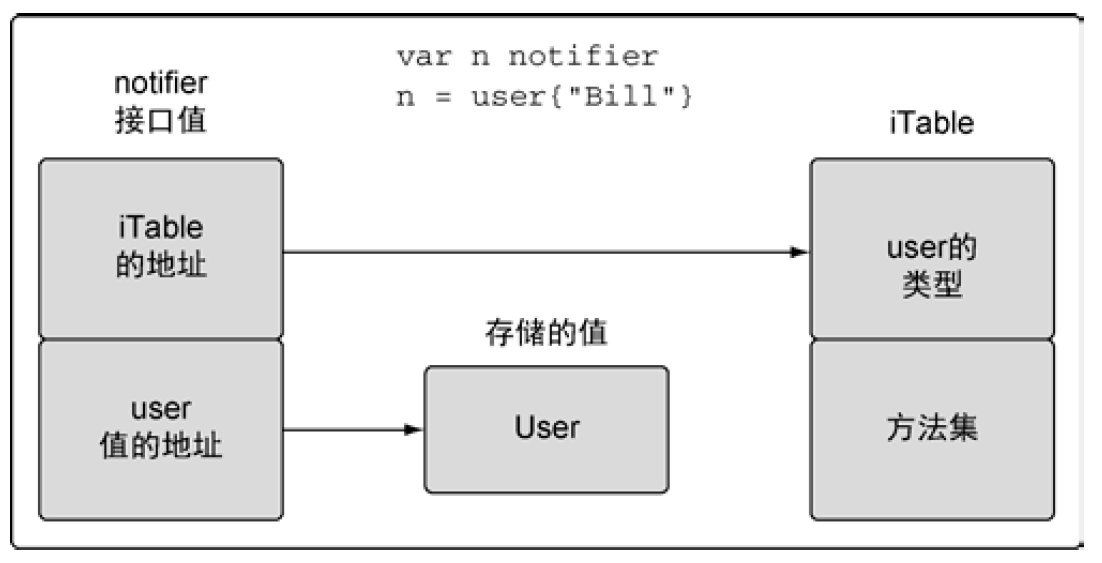 var n notifier
n = user{"Bill"}
notifier
接口值
iTable
iTable
的地址
user的
类型
存储的值
user
值的地址
User
方法集